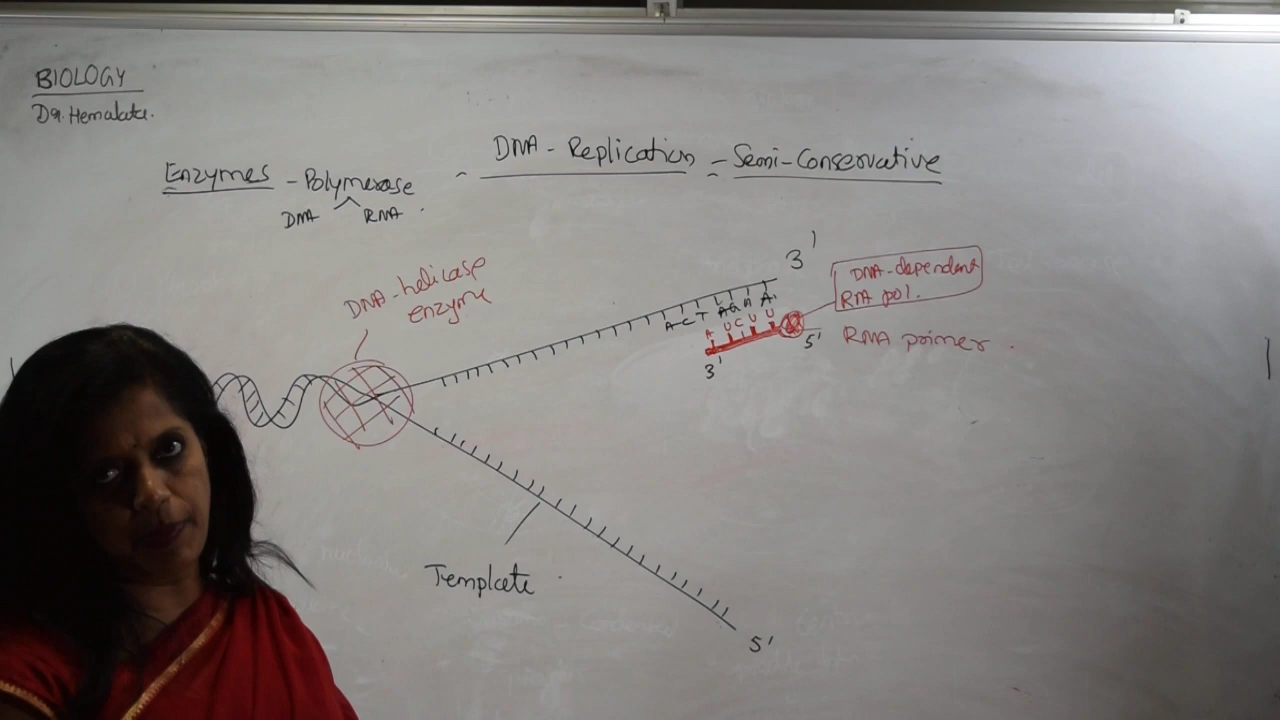 BIOLOGY
Dr. Hemalata.
DNA - Replication - Semi-Conservative
Enzymes - Polymerase
DNA RNA .
DNA-helicase
enzyme
3'
DNA-dependent
RNA pol.
A C T A G A A
A U C U U
5'
RNA primer .
3'
Template
5'